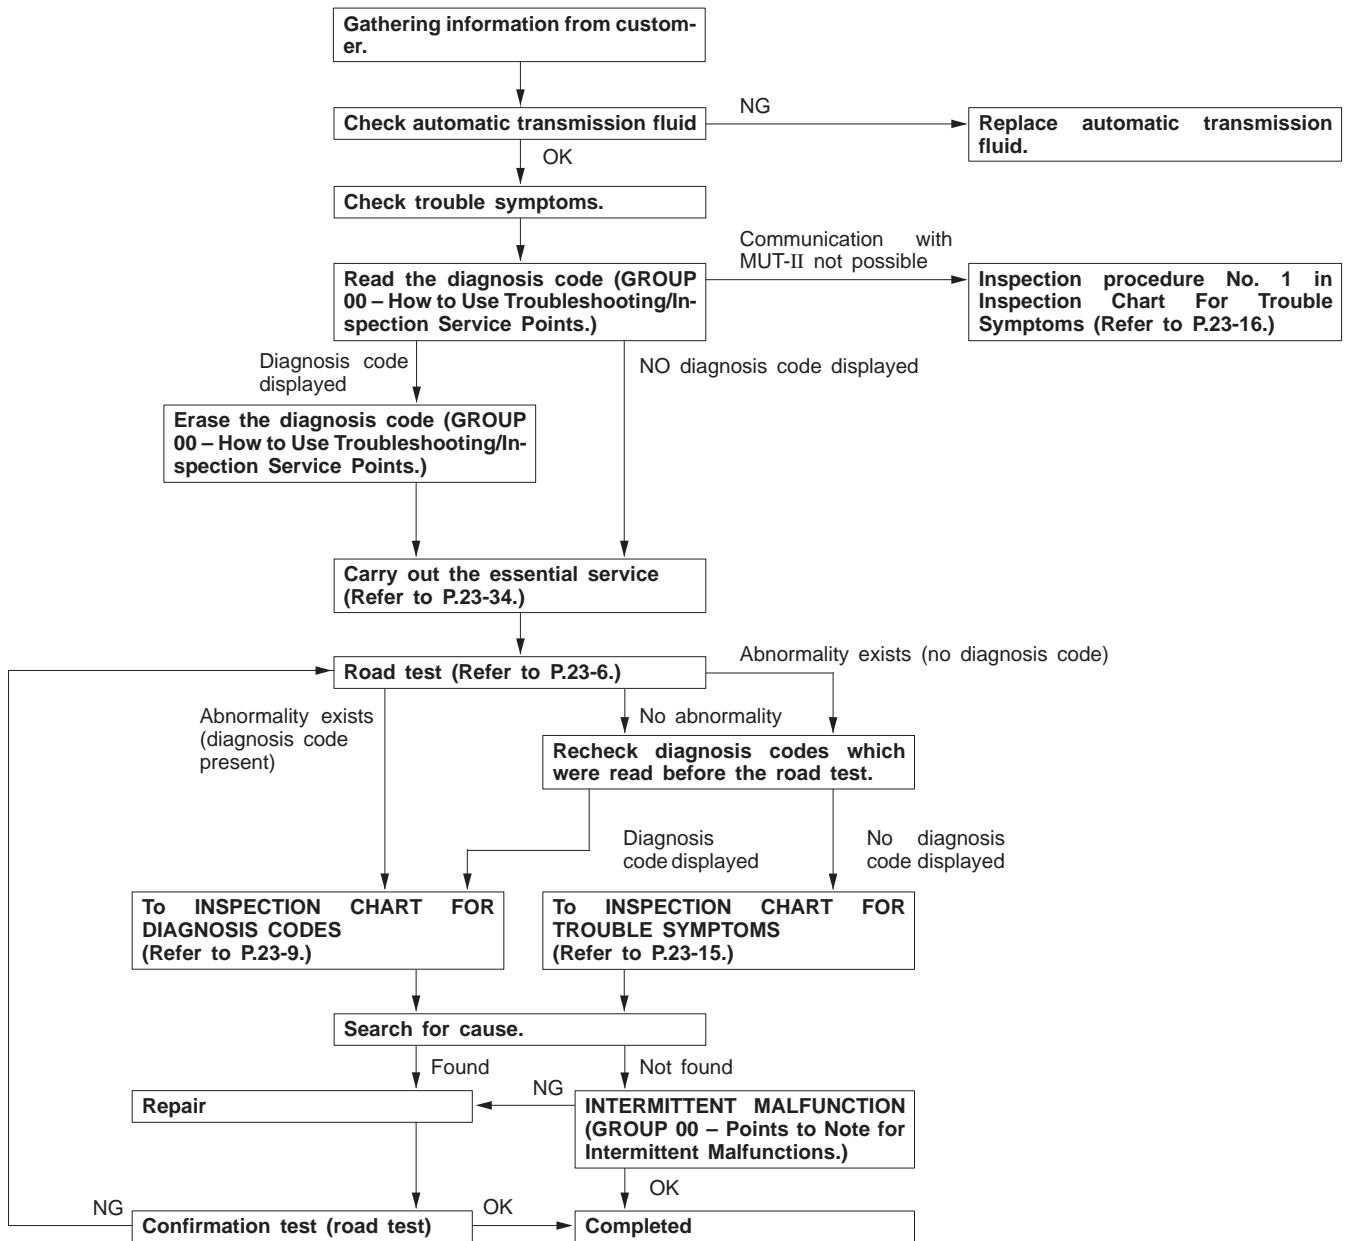 Gathering information from custom-
er.
NG
Check automatic transmission fluid
Replace automatic transmission
fluid.
OK
Check trouble symptoms.
Communication with
MUT-II not possible
Read the diagnosis code (GROUP
00 – How to Use Troubleshooting/In-
spection Service Points.)
Inspection procedure No. 1 in
Inspection Chart For Trouble
Symptoms (Refer to P.23-16.)
Diagnosis code
displayed
NO diagnosis code displayed
Erase the diagnosis code (GROUP
00 – How to Use Troubleshooting/In-
spection Service Points.)
Carry out the essential service
(Refer to P.23-34.)
Road test (Refer to P.23-6.)
Abnormality exists (no diagnosis code)
Abnormality exists
(diagnosis code
present)
No abnormality
Recheck diagnosis codes which
were read before the road test.
Diagnosis
code displayed
No diagnosis
code displayed
To INSPECTION CHART FOR
DIAGNOSIS CODES
(Refer to P.23-9.)
To INSPECTION CHART FOR
TROUBLE SYMPTOMS
(Refer to P.23-15.)
Search for cause.
Found
Not found
NG
Repair
INTERMITTENT MALFUNCTION
(GROUP 00 – Points to Note for
Intermittent Malfunctions.)
OK
NG
Confirmation test (road test)
OK
Completed